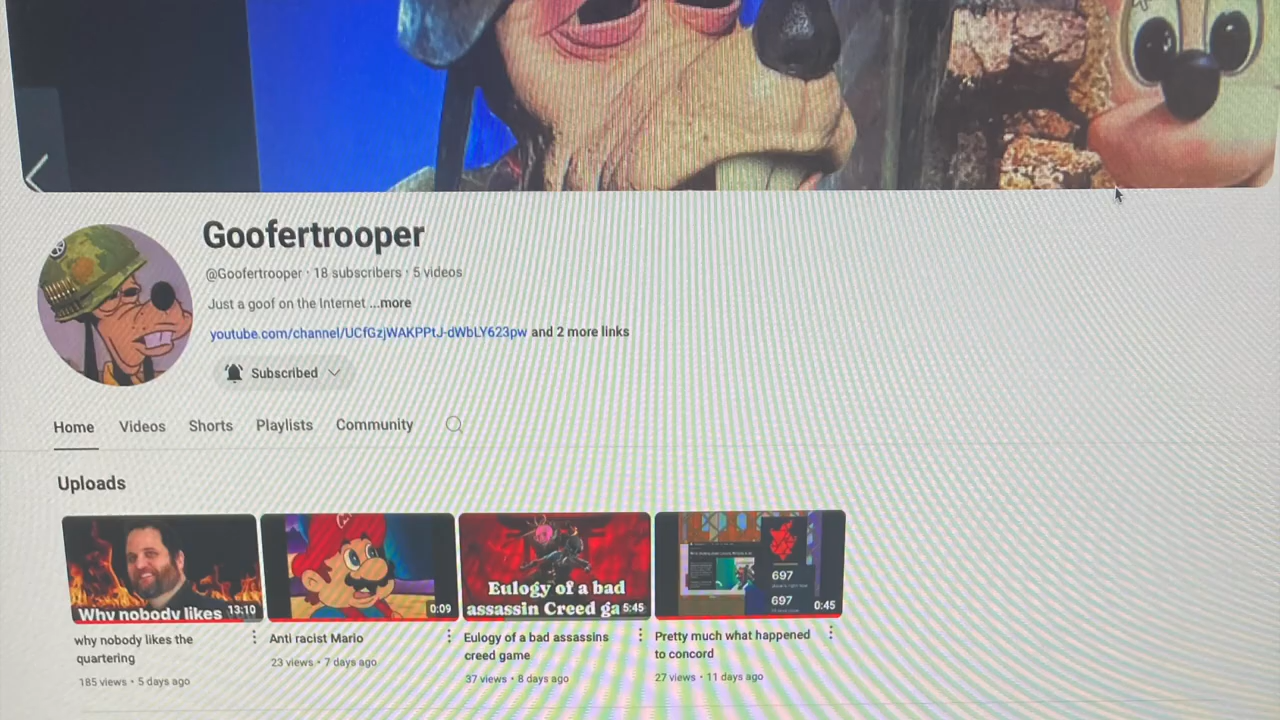 Goofertrooper
@Goofertrooper · 18 subscribers · 5 videos
Just a goof on the Internet ...more
youtube.com/channel/UCfGzjWAKPPtJ-dWbLY623pw and 2 more links
Subscribed
Home Videos Shorts Playlists Community
Uploads
Why nobody likes 13:10
0:09
Eulogy of a bad
assassin Creed ga 5:45
697
697
0:45
why nobody likes the
quartering
185 views · 5 days ago
Anti racist Mario
23 views · 7 days ago
Eulogy of a bad assassins
creed game
37 views · 8 days ago
Pretty much what happened
to concord
27 views · 11 days ago